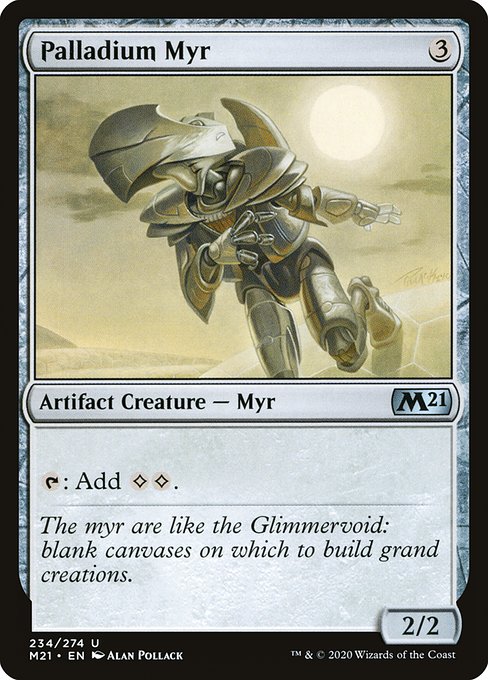 Palladium Myr 3
Artifact Creature — Myr M21
: Add .
The myr are like the Glimmervoid:
blank canvases on which to build grand
creations.
2/2
234/274 U
M21 • EN ALAN POLLACK ™ & © 2020 Wizards of the Coast